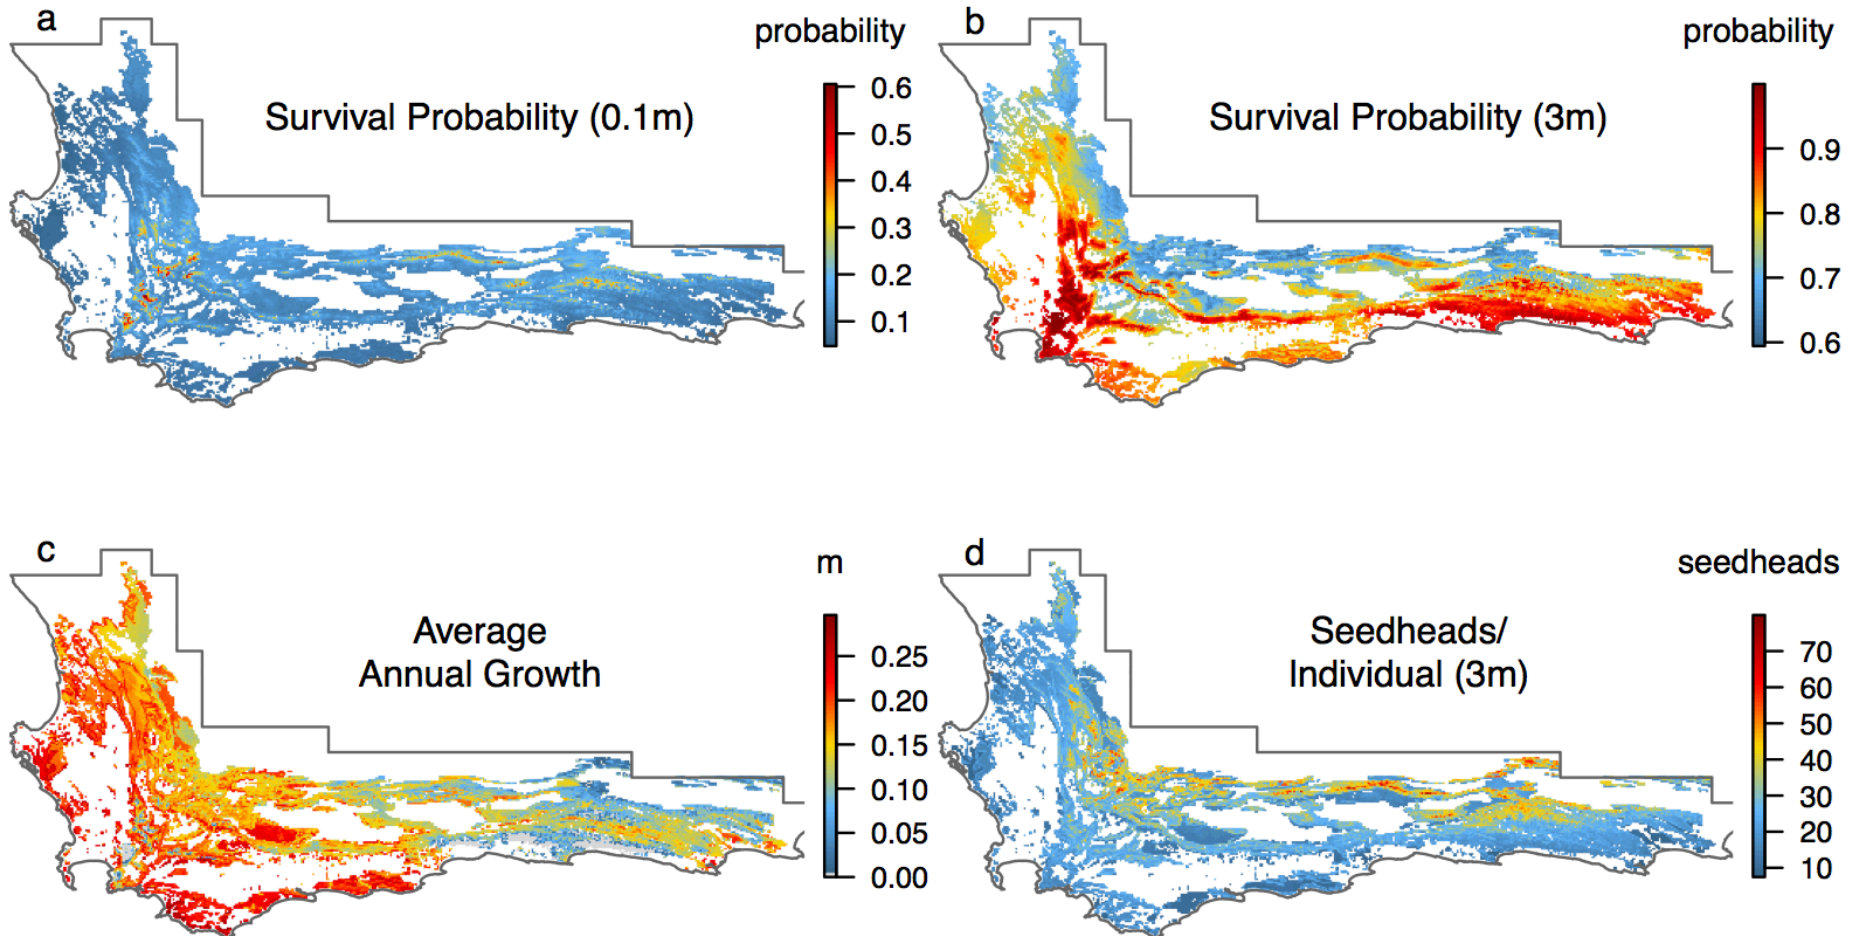 a
probability
Survival Probability (0.1m)
0.6
0.5
0.4
0.3
0.2
0.1
b
probability
Survival Probability (3m)
0.9
0.8
0.7
0.6
c
m
Average
Annual Growth
0.25
0.20
0.15
0.10
0.05
0.00
d
seedheads
Seedheads/
Individual (3m)
70
60
50
40
30
20
10